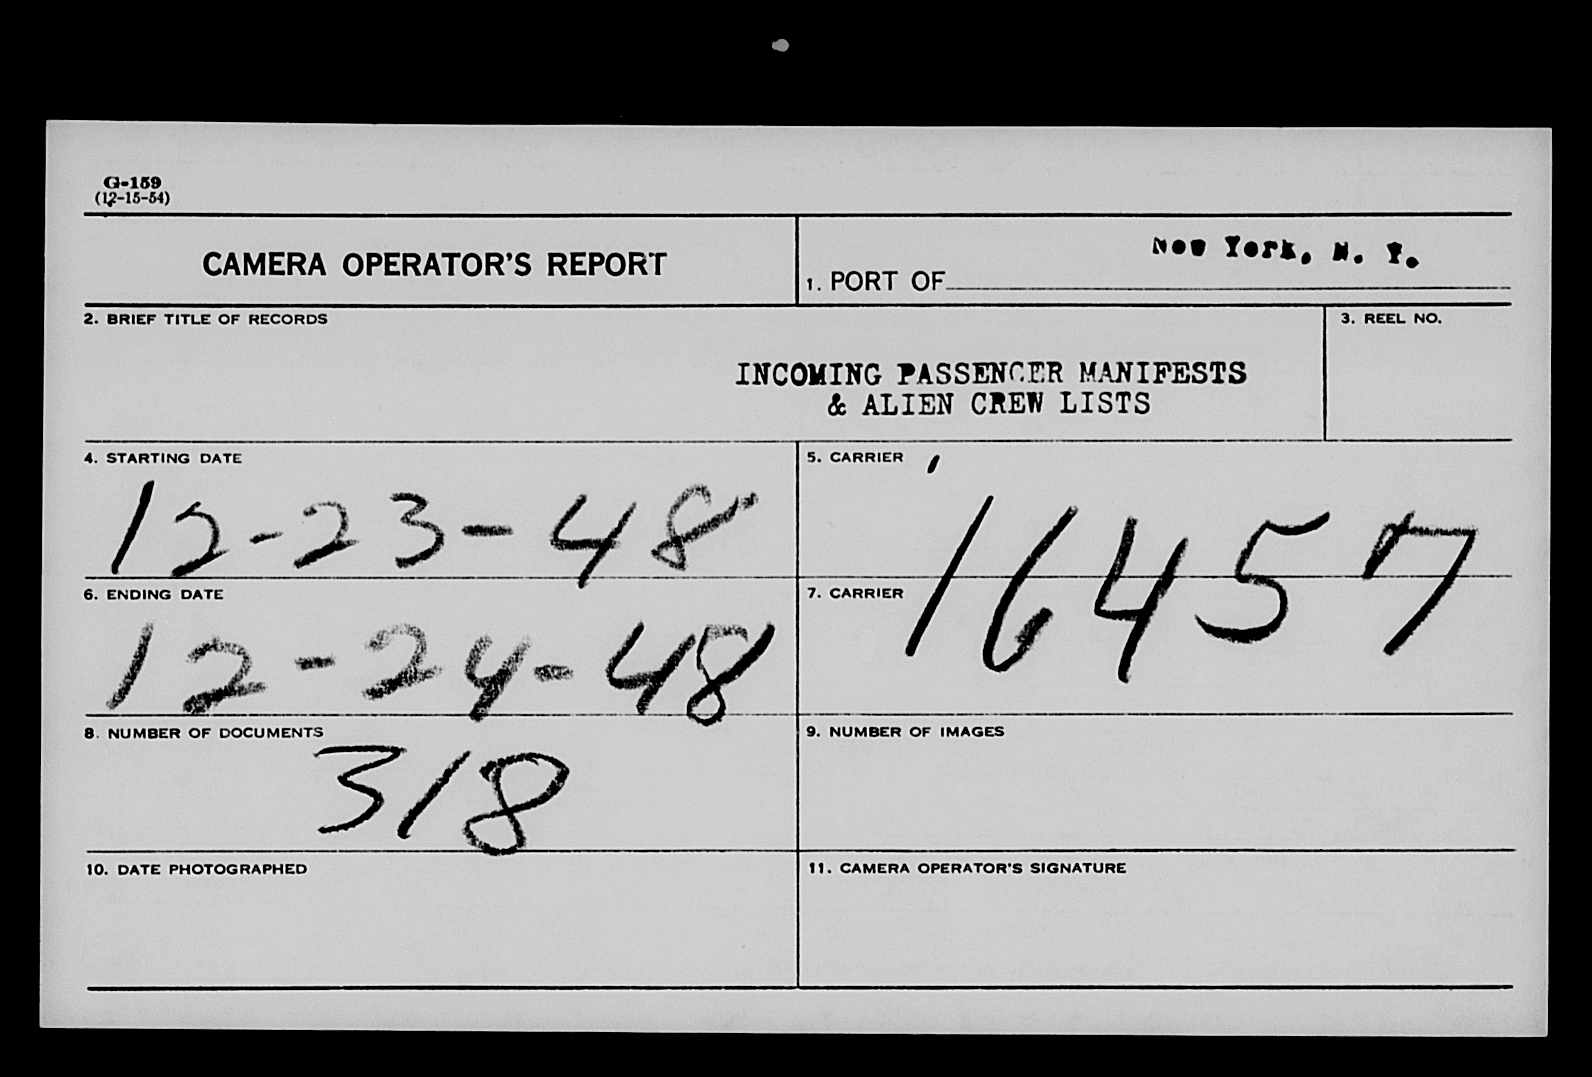 G-159
(12-15-54)
CAMERA OPERATOR'S REPORT
1. PORT OF New York, N. Y.
2. BRIEF TITLE OF RECORDS
INCOMING PASSENGER MANIFESTS
& ALIEN CREW LISTS
3. REEL NO.
4. STARTING DATE
12-23-48
5. CARRIER
16457
6. ENDING DATE
12-24-48
7. CARRIER
8. NUMBER OF DOCUMENTS
318
9. NUMBER OF IMAGES
10. DATE PHOTOGRAPHED
11. CAMERA OPERATOR'S SIGNATURE